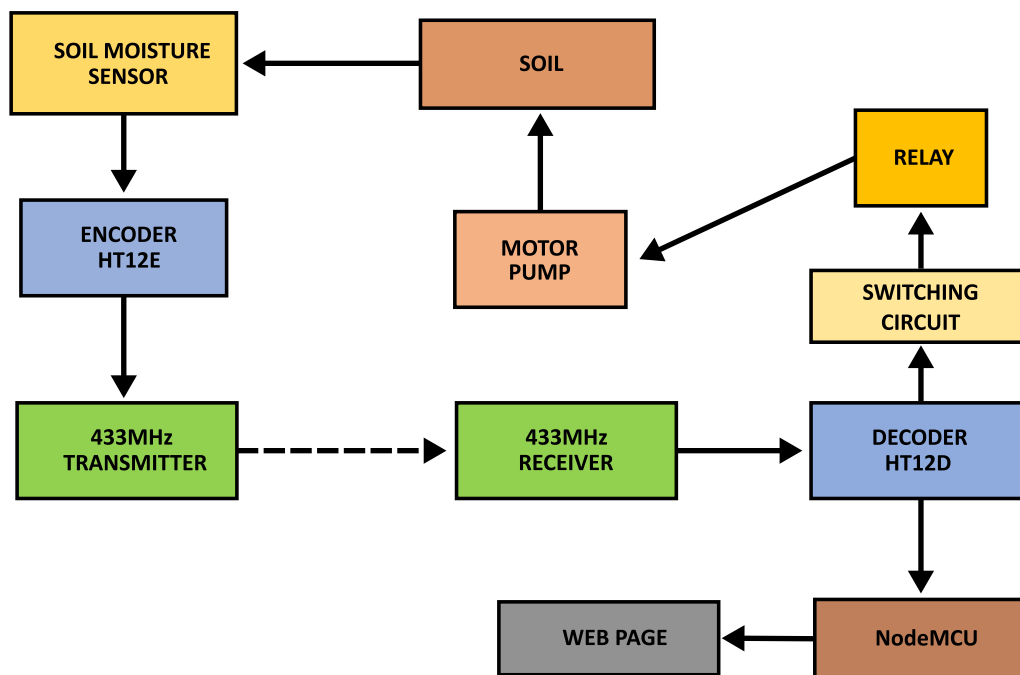 SOIL MOISTURE
SENSOR
SOIL
RELAY
ENCODER
HT12E
MOTOR
PUMP
SWITCHING
CIRCUIT
433MHz
TRANSMITTER
433MHz
RECEIVER
DECODER
HT12D
WEB PAGE
NodeMCU